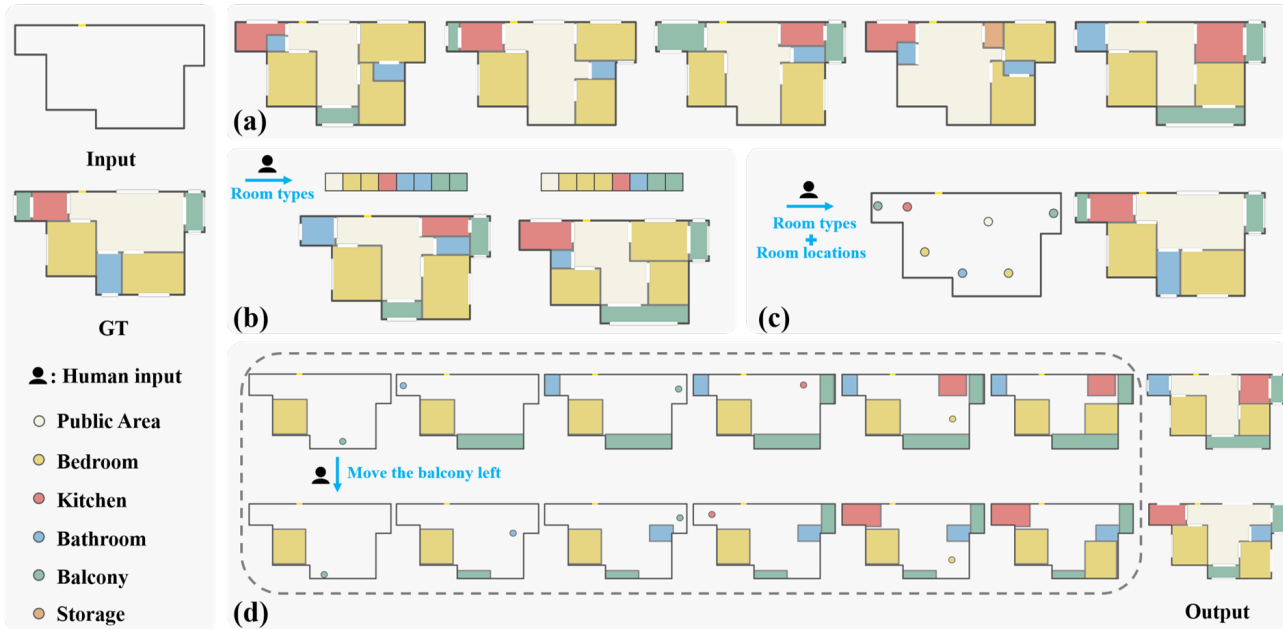 Input
GT
: Human input
Public Area
Bedroom
Kitchen
Bathroom
Balcony
Storage
(a)
Room types
(b)
Room types
+
Room locations
(c)
Move the balcony left
(d)
Output